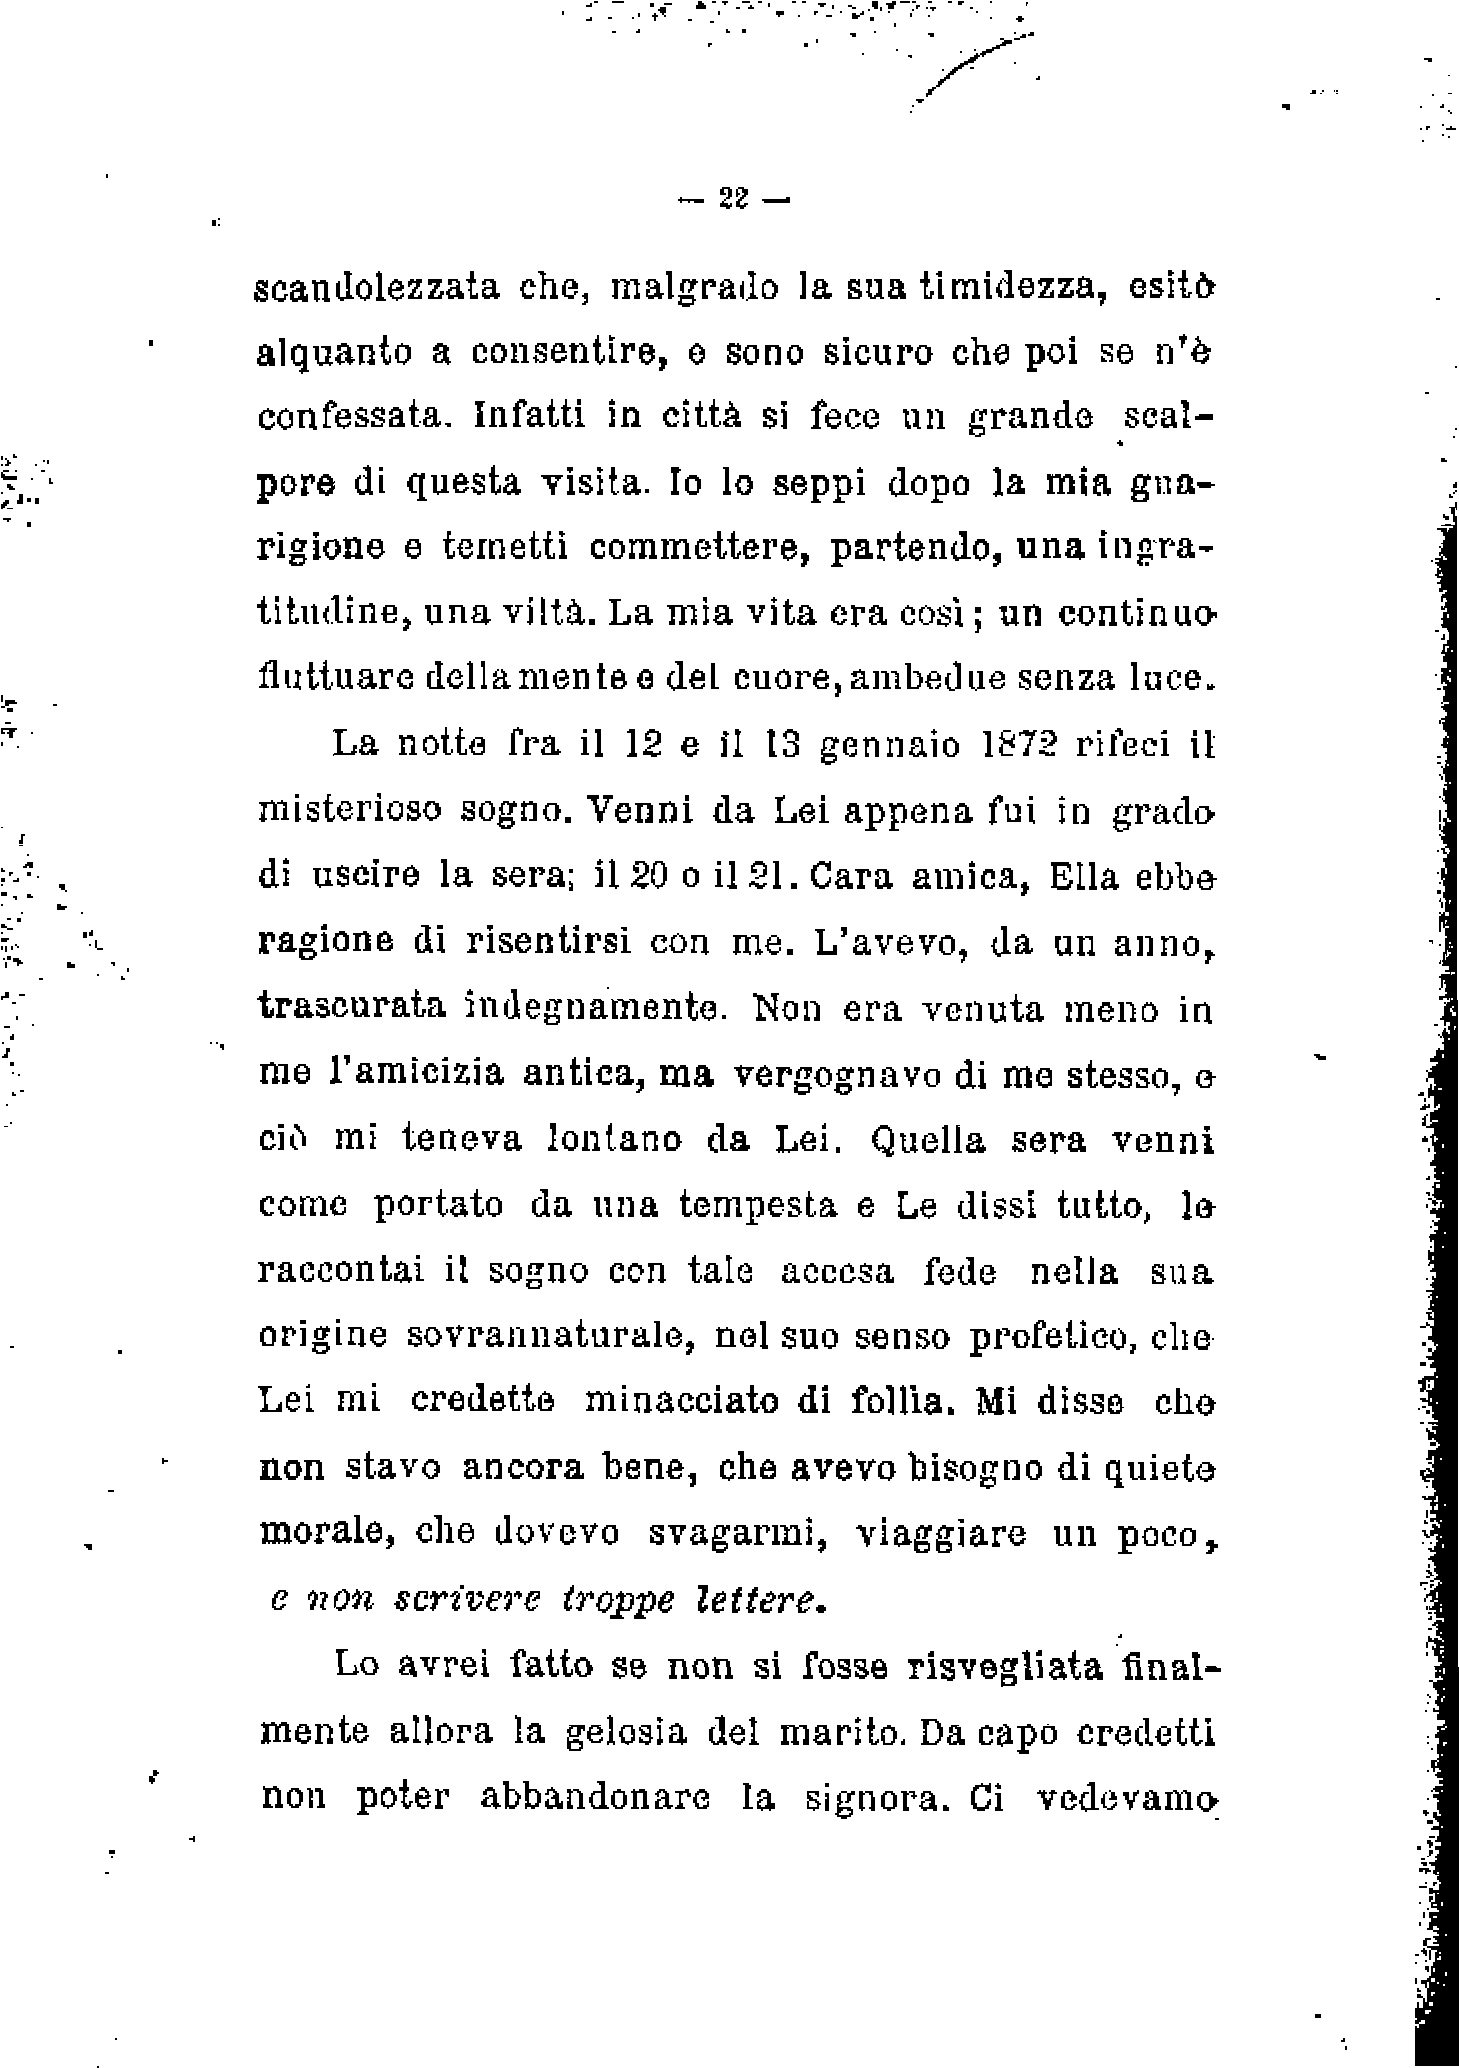 — 22 —
scandolezzata che, malgrado la sua timidezza, esitò
alquanto a consentire, e sono sicuro che poi se n'è
confessata. Infatti in città si fece un grande scal-
pore di questa visita. Io lo seppi dopo la mia gua-
rigione e temetti commettere, partendo, una ingra-
titudine, una viltà. La mia vita era così; un continuo
fluttuare della mente e del cuore, ambedue senza luce.
La notte fra il 12 e il 13 gennaio 1872 rifeci il
misterioso sogno. Venni da Lei appena fui in grado
di uscire la sera; il 20 o il 21. Cara amica, Ella ebbe
ragione di risentirsi con me. L'avevo, da un anno,
trascurata indegnamente. Non era venuta meno in
me l'amicizia antica, ma vergognavo di me stesso, e
ciò mi teneva lontano da Lei. Quella sera venni
come portato da una tempesta e Le dissi tutto, le
raccontai il sogno con tale accesa fede nella sua
origine sovrannaturale, nel suo senso profetico, che
Lei mi credette minacciato di follìa. Mi disse che
non stavo ancora bene, che avevo bisogno di quiete
morale, che dovevo svagarmi, viaggiare un poco,
e non scrivere troppe lettere.
Lo avrei fatto se non si fosse risvegliata final-
mente allora la gelosia del marito. Da capo credetti
non poter abbandonare la signora. Ci vedevamo